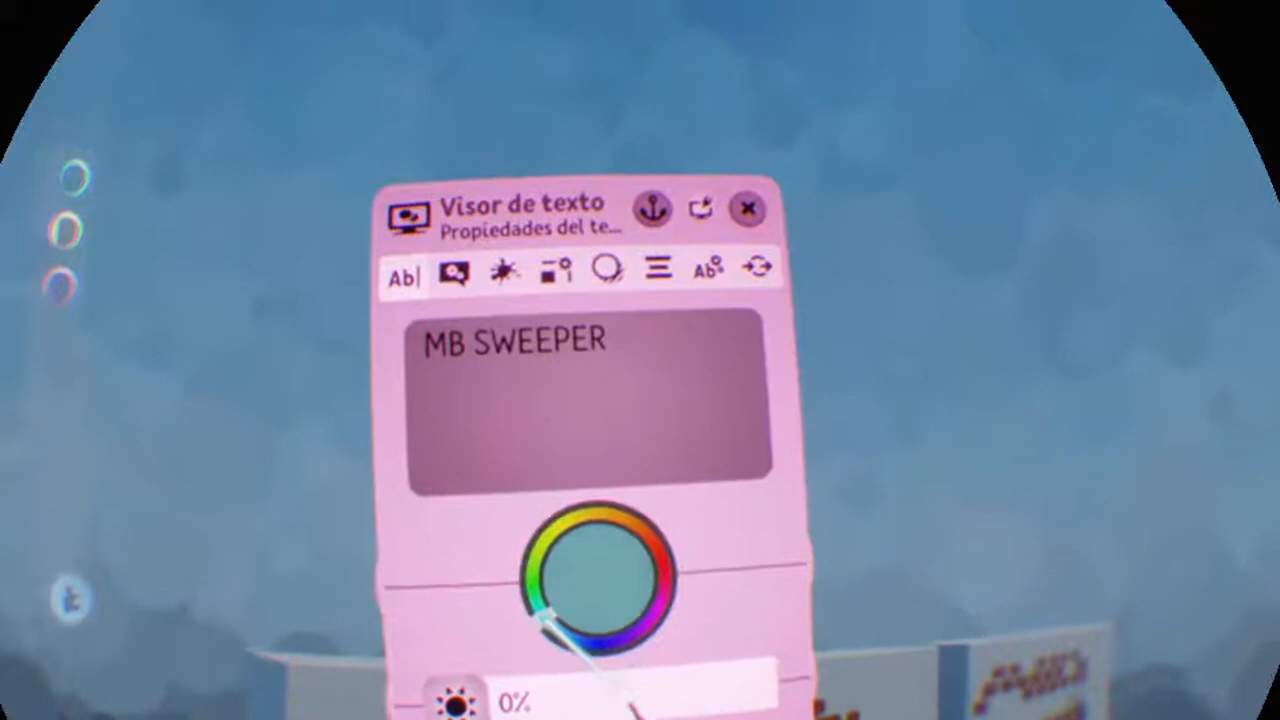 Visor de texto
Propiedades del te...
Ab|
Ab
MB SWEEPER
0%